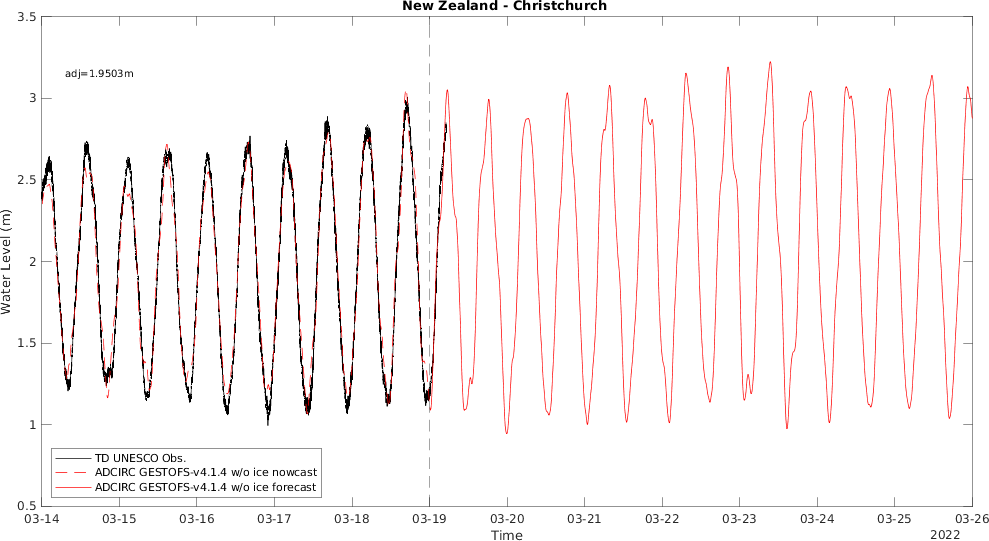 New Zealand - Christchurch
3.5
3
2.5
2
1.5
1
0.5
Water Level (m)
adj=1.9503m
TD UNESCO Obs.
ADCIRC GESTOFS-v4.1.4 w/o ice nowcast
ADCIRC GESTOFS-v4.1.4 w/o ice forecast
03-14 03-15 03-16 03-17 03-18 03-19 03-20 03-21 03-22 03-23 03-24 03-25 03-26
Time
2022